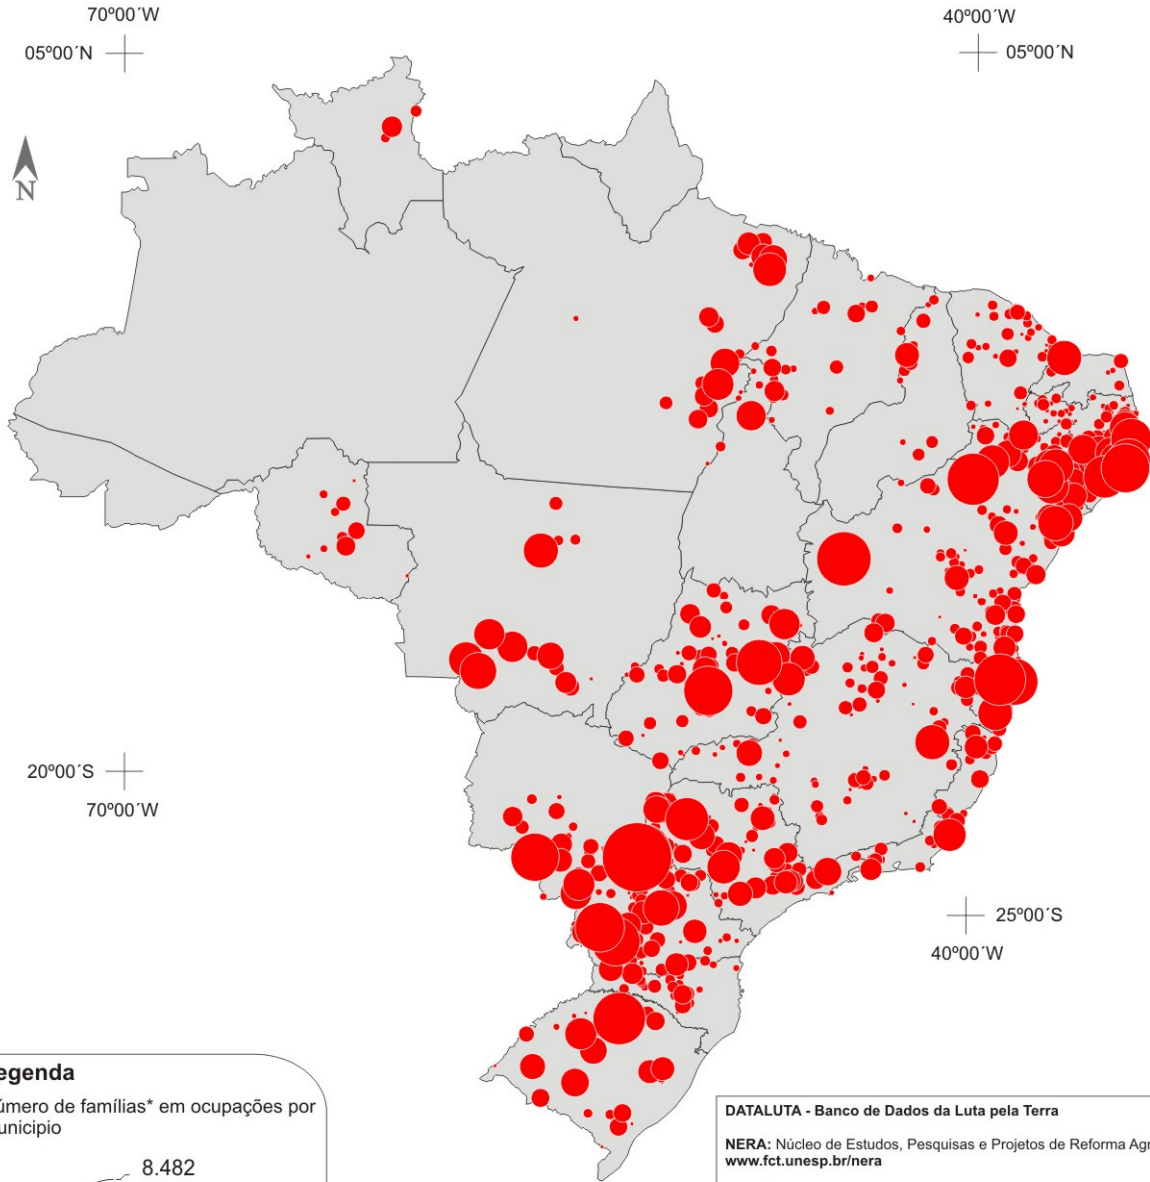 70º00´W
40º00´W
05º00´N
05º00´N
N
20º00´S
70º00´W
25º00´S
40º00´W
egenda
úmero de famílias* em ocupações por
unicipio
8.482
DATALUTA - Banco de Dados da Luta pela Terra
NERA: Núcleo de Estudos, Pesquisas e Projetos de Reforma Agr
www.fct.unesp.br/nera